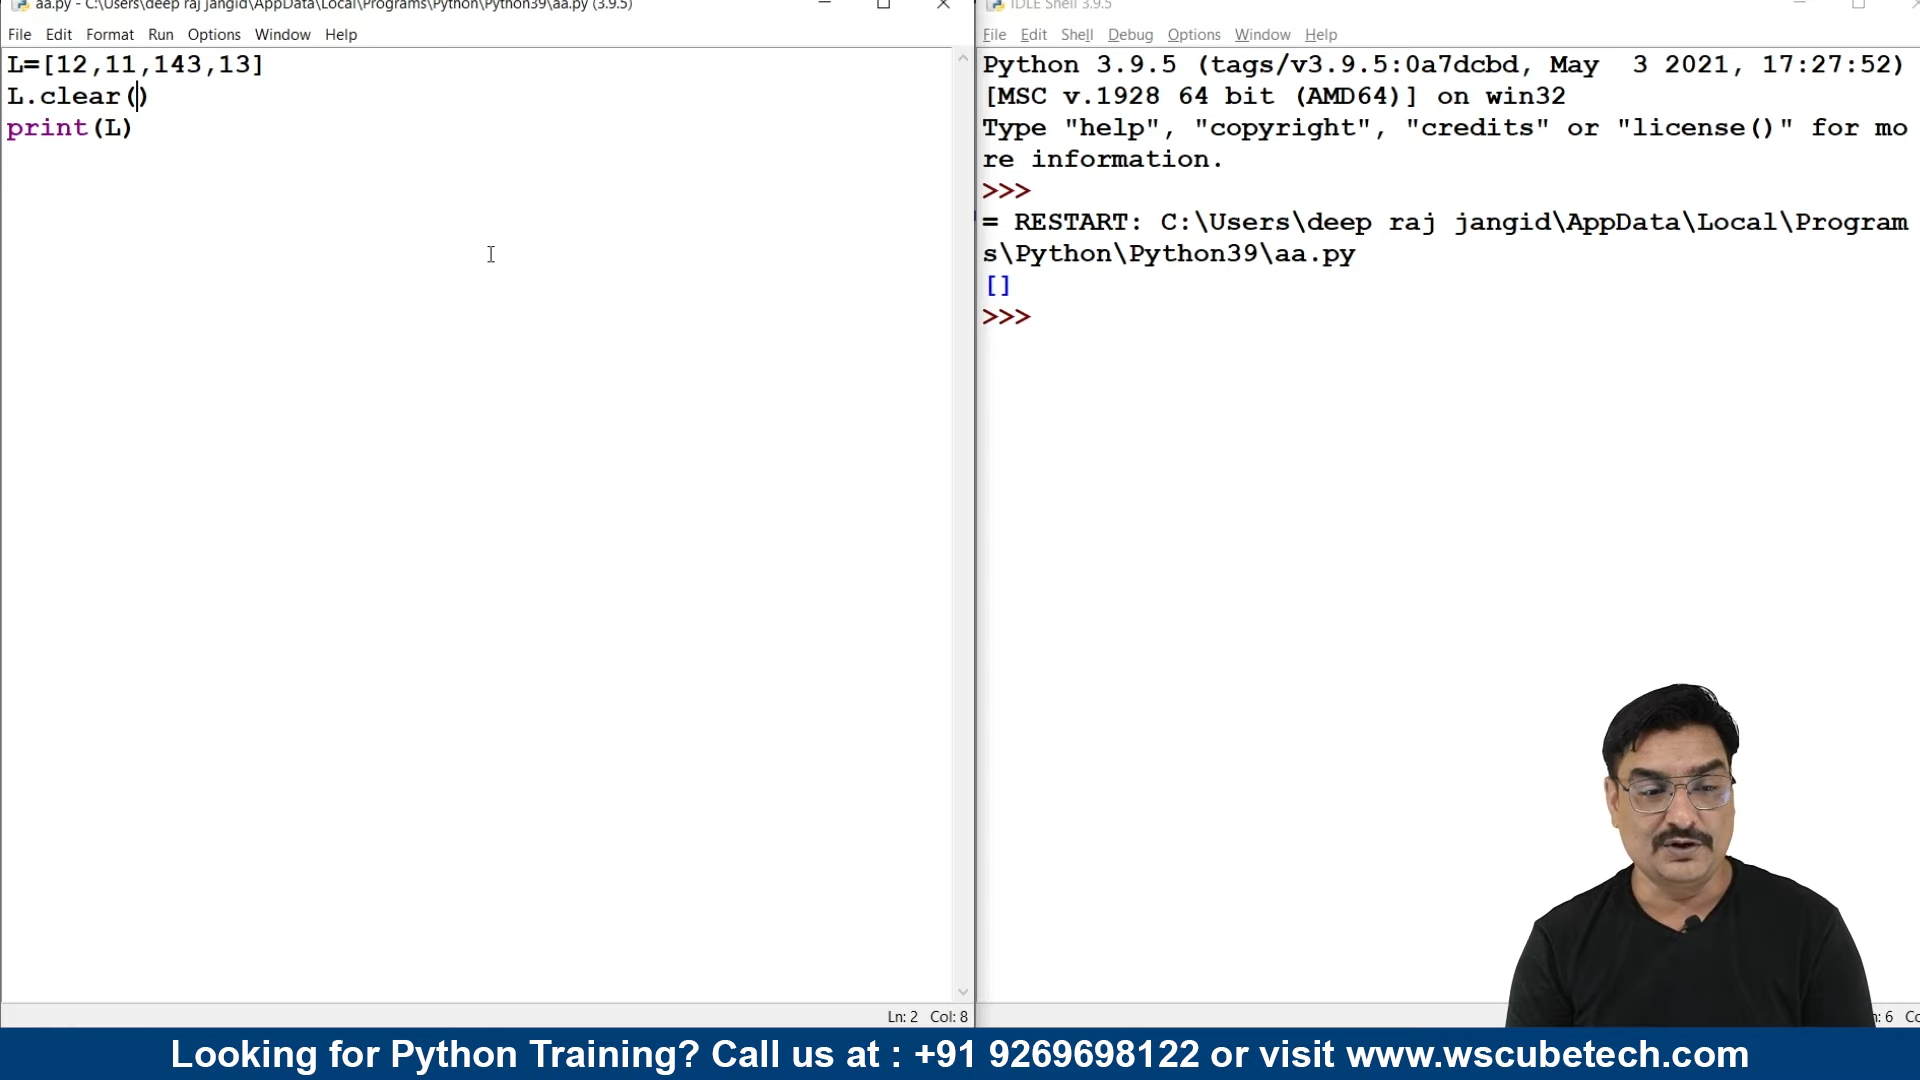 aa.py - C:\Users\deep raj jangid\AppData\Local\Programs\Python\Python39\aa.py (3.9.5)
File Edit Format Run Options Window Help
L=[12,11,143,13]
L.clear()
print(L)
Ln: 2 Col: 8
IDLE Shell 3.9.5
File Edit Shell Debug Options Window Help
Python 3.9.5 (tags/v3.9.5:0a7dcbd, May  3 2021, 17:27:52)
[MSC v.1928 64 bit (AMD64)] on win32
Type "help", "copyright", "credits" or "license()" for mo
re information.
>>>
= RESTART: C:\Users\deep raj jangid\AppData\Local\Program
s\Python\Python39\aa.py
[]
>>>
: 6 Co
Looking for Python Training? Call us at : +91 9269698122 or visit www.wscubetech.com